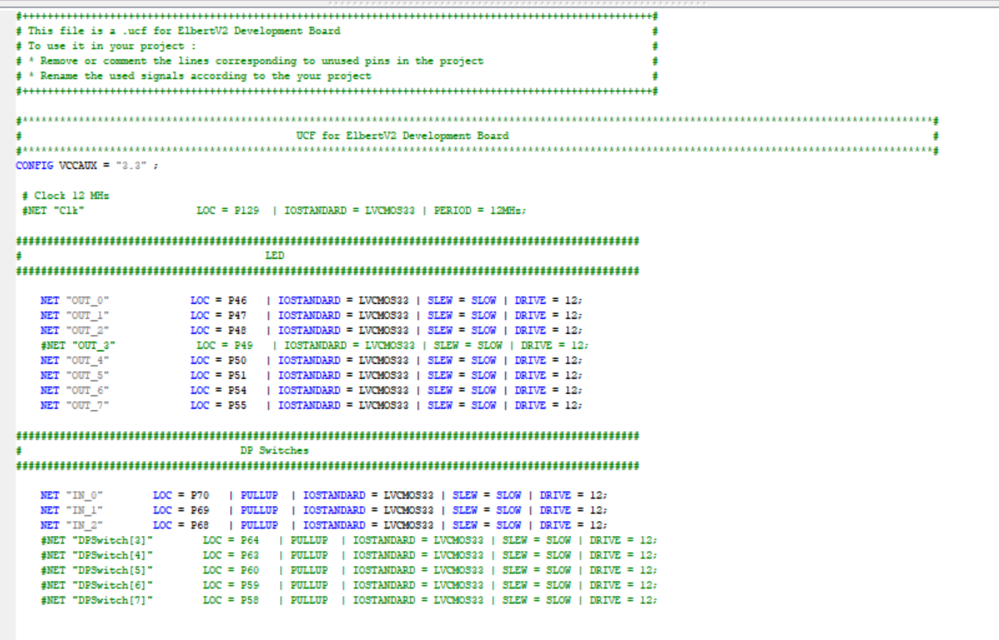 #+++++++++++++++++++++++++++++++++++++++++++++++++++++++++++++++++++++++++++++++++++++++++++++++++++++#
# This file is a .ucf for ElbertV2 Development Board #
# To use it in your project : #
# * Remove or comment the lines corresponding to unused pins in the project #
# * Rename the used signals according to the your project #
#+++++++++++++++++++++++++++++++++++++++++++++++++++++++++++++++++++++++++++++++++++++++++++++++++++++#
#**************************************************************************************************************************************************#
# UCF for ElbertV2 Development Board #
#**************************************************************************************************************************************************#
CONFIG VCCAUX = "3.3" ;
# Clock 12 MHz
#NET "Clk" LOC = P129 | IOSTANDARD = LVCMOS33 | PERIOD = 12MHz;
####################################################################################################
# LED
####################################################################################################
NET "OUT_0" LOC = P46 | IOSTANDARD = LVCMOS33 | SLEW = SLOW | DRIVE = 12;
NET "OUT_1" LOC = P47 | IOSTANDARD = LVCMOS33 | SLEW = SLOW | DRIVE = 12;
NET "OUT_2" LOC = P48 | IOSTANDARD = LVCMOS33 | SLEW = SLOW | DRIVE = 12;
#NET "OUT_3" LOC = P49 | IOSTANDARD = LVCMOS33 | SLEW = SLOW | DRIVE = 12;
NET "OUT_4" LOC = P50 | IOSTANDARD = LVCMOS33 | SLEW = SLOW | DRIVE = 12;
NET "OUT_5" LOC = P51 | IOSTANDARD = LVCMOS33 | SLEW = SLOW | DRIVE = 12;
NET "OUT_6" LOC = P54 | IOSTANDARD = LVCMOS33 | SLEW = SLOW | DRIVE = 12;
NET "OUT_7" LOC = P55 | IOSTANDARD = LVCMOS33 | SLEW = SLOW | DRIVE = 12;
####################################################################################################
# DP Switches
####################################################################################################
NET "IN_0" LOC = P70 | PULLUP | IOSTANDARD = LVCMOS33 | SLEW = SLOW | DRIVE = 12;
NET "IN_1" LOC = P69 | PULLUP | IOSTANDARD = LVCMOS33 | SLEW = SLOW | DRIVE = 12;
NET "IN_2" LOC = P68 | PULLUP | IOSTANDARD = LVCMOS33 | SLEW = SLOW | DRIVE = 12;
#NET "DPSwitch[3]" LOC = P64 | PULLUP | IOSTANDARD = LVCMOS33 | SLEW = SLOW | DRIVE = 12;
#NET "DPSwitch[4]" LOC = P63 | PULLUP | IOSTANDARD = LVCMOS33 | SLEW = SLOW | DRIVE = 12;
#NET "DPSwitch[5]" LOC = P60 | PULLUP | IOSTANDARD = LVCMOS33 | SLEW = SLOW | DRIVE = 12;
#NET "DPSwitch[6]" LOC = P59 | PULLUP | IOSTANDARD = LVCMOS33 | SLEW = SLOW | DRIVE = 12;
#NET "DPSwitch[7]" LOC = P58 | PULLUP | IOSTANDARD = LVCMOS33 | SLEW = SLOW | DRIVE = 12;